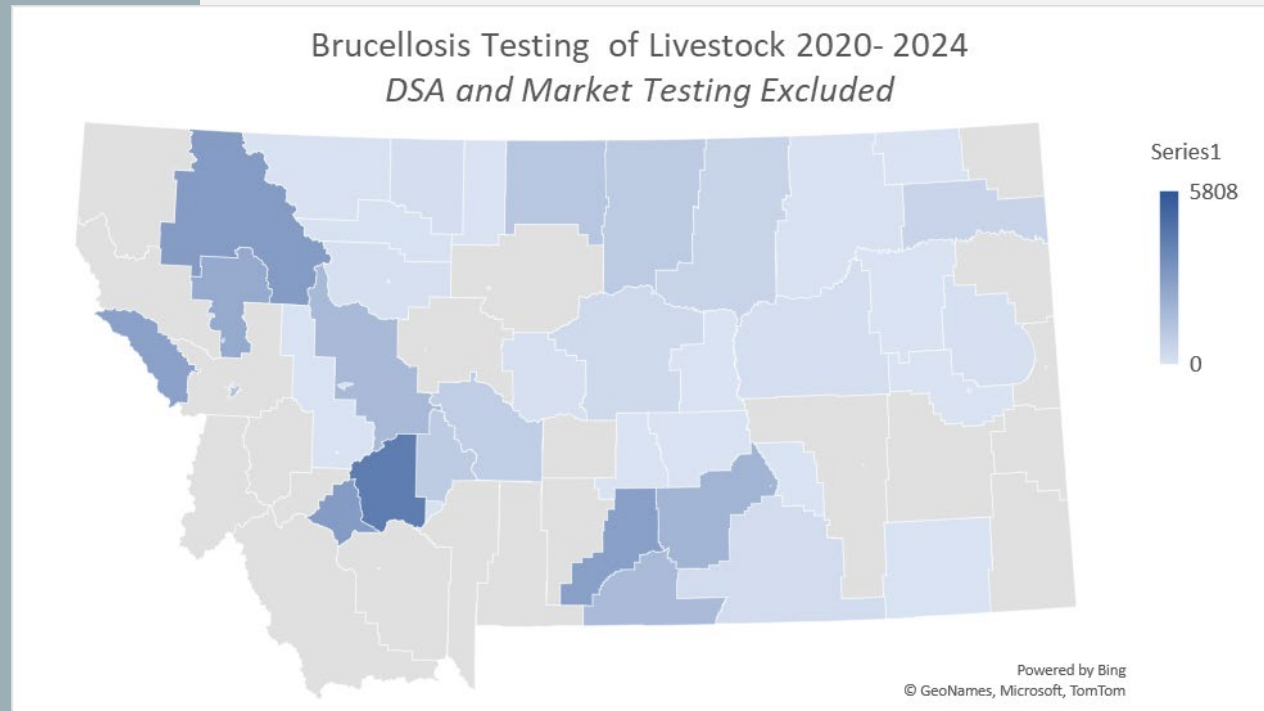 Brucellosis Testing  of Livestock 2020- 2024
DSA and Market Testing Excluded
Series1
5808
0
Powered by Bing
© GeoNames, Microsoft, TomTom